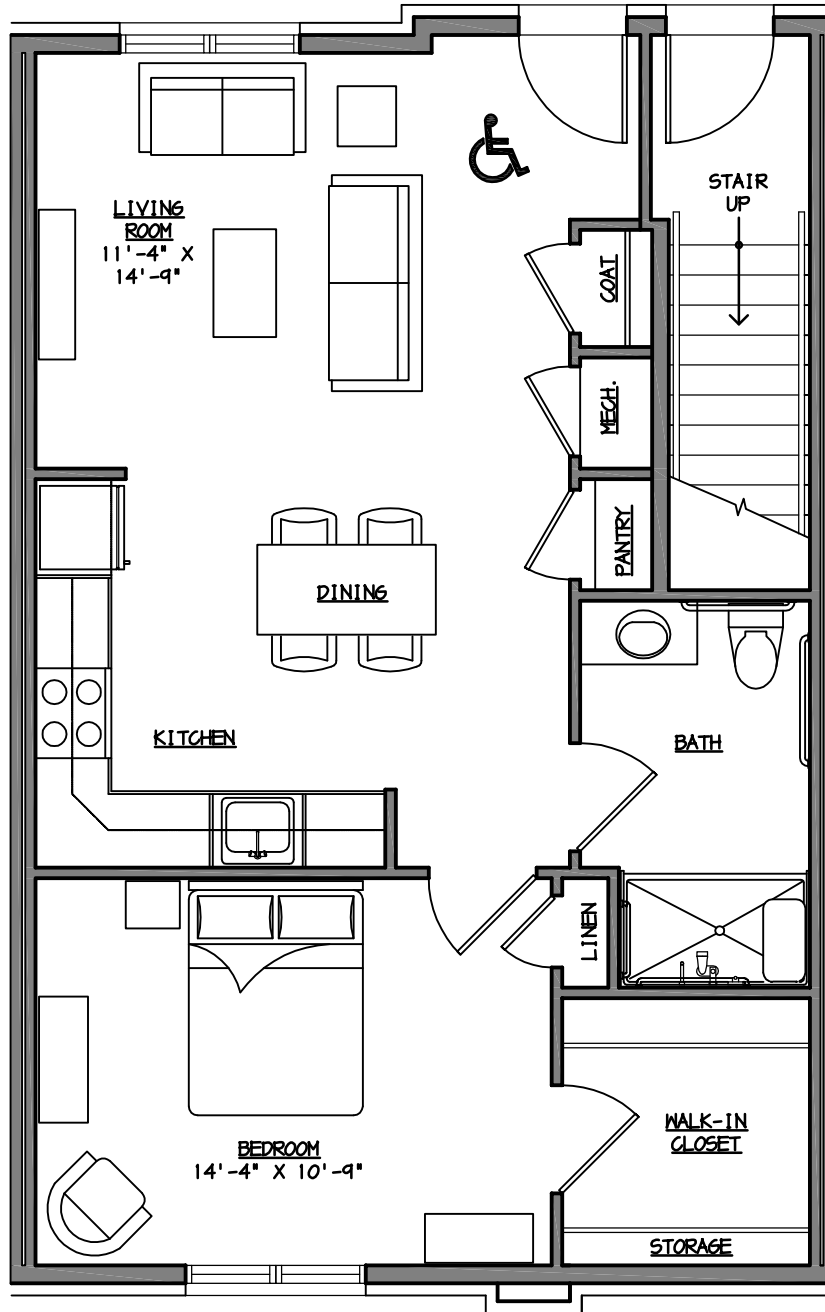 STAIR
UP
LIVING
ROOM
11'-4" X
14'-9"
COAT
MECH.
PANTRY
DINING
KITCHEN
BATH
LINEN
WALK-IN
CLOSET
BEDROOM
14'-4" X 10'-9"
STORAGE